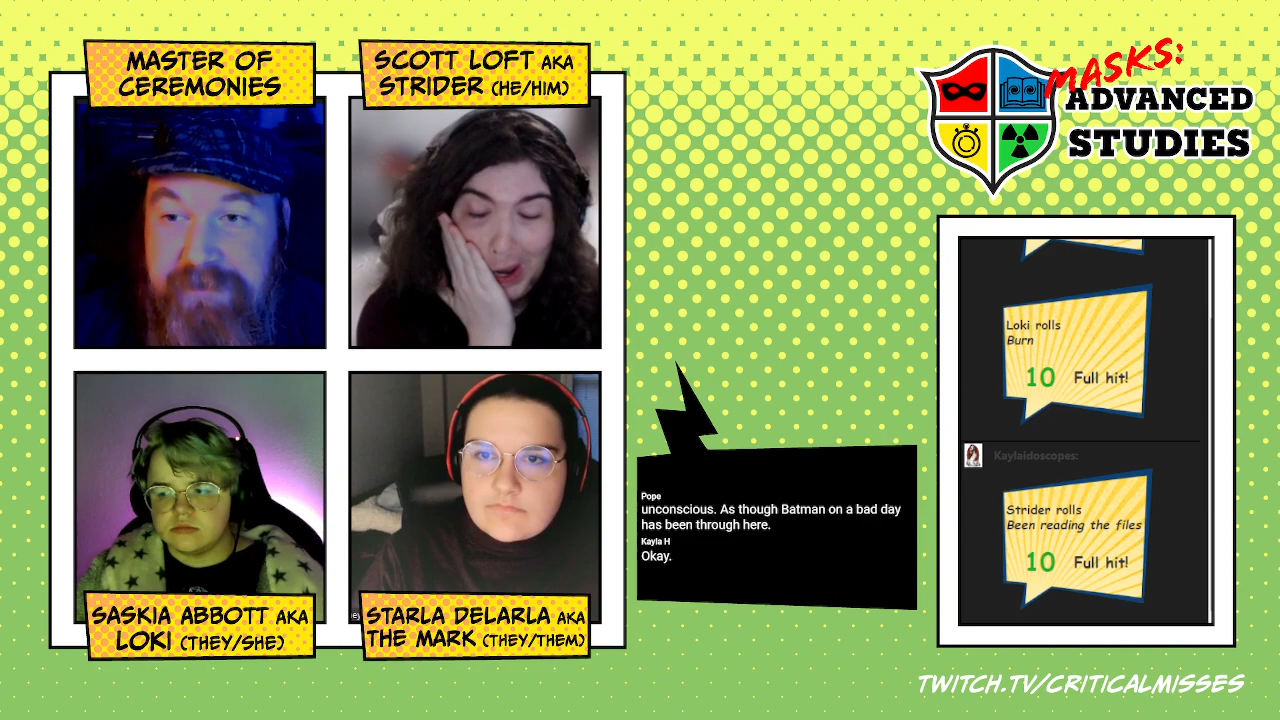 MASTER OF
CEREMONIES
SCOTT LOFT AKA
STRIDER (HE/HIM)
SASKIA ABBOTT AKA
LOKI (THEY/SHE)
STARLA DELARLA AKA
THE MARK (THEY/THEM)
Pope
unconscious. As though Batman on a bad day
has been through here.
Kayla H
Okay.
MASKS:
ADVANCED
STUDIES
Loki rolls
Burn
10 Full hit!
Kaylaidoscopes:
Strider rolls
Been reading the files
10 Full hit!
TWITCH.TV/CRITICALMISSES